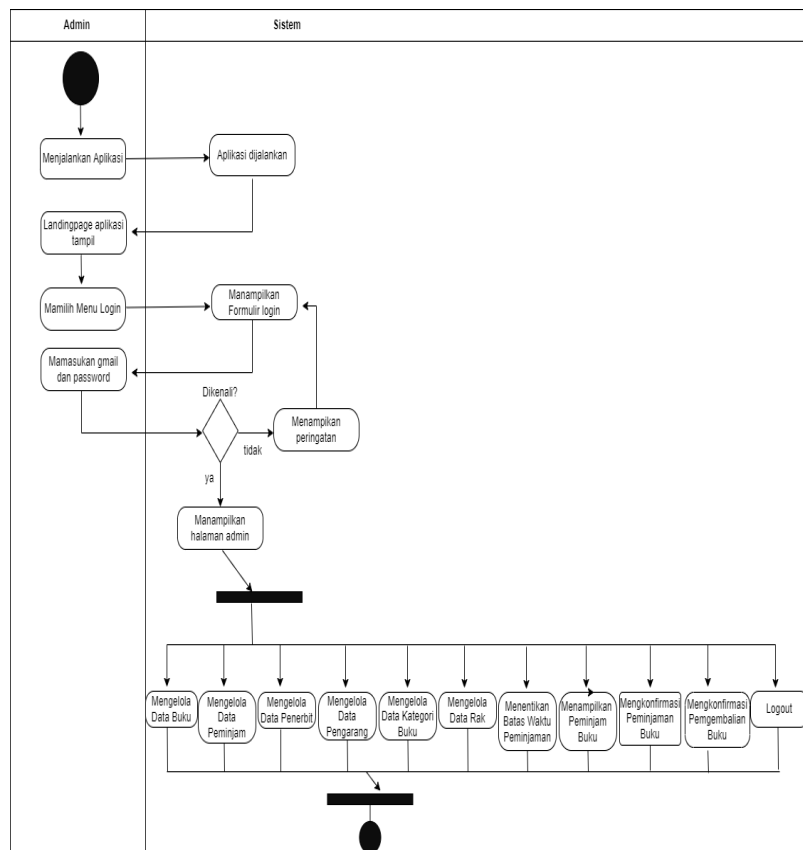 Admin
Sistem
Menjalankan Aplikasi
Aplikasi dijalankan
Landingpage aplikasi
tampil
Mamilih Menu Login
Manampilkan
Formulir login
Mamasukan gmail
dan password
Dikenali?
Menampikan
peringatan
tidak
ya
Manampilkan
halaman admin
Mengelola
Data Buku
Mengelola
Data
Peminjam
Mengelola
Data Penerbit
Mengelola
Data
Pengarang
Mengelola
Data Kategori
Buku
Mengelola
Data Rak
Menentikan
Batas Waktu
Peminjaman
Menampilkan
Peminjam
Buku
Mengkonfirmasi
Peminjaman
Buku
Mengkonfirmasi
Pemgembalian
Buku
Logout